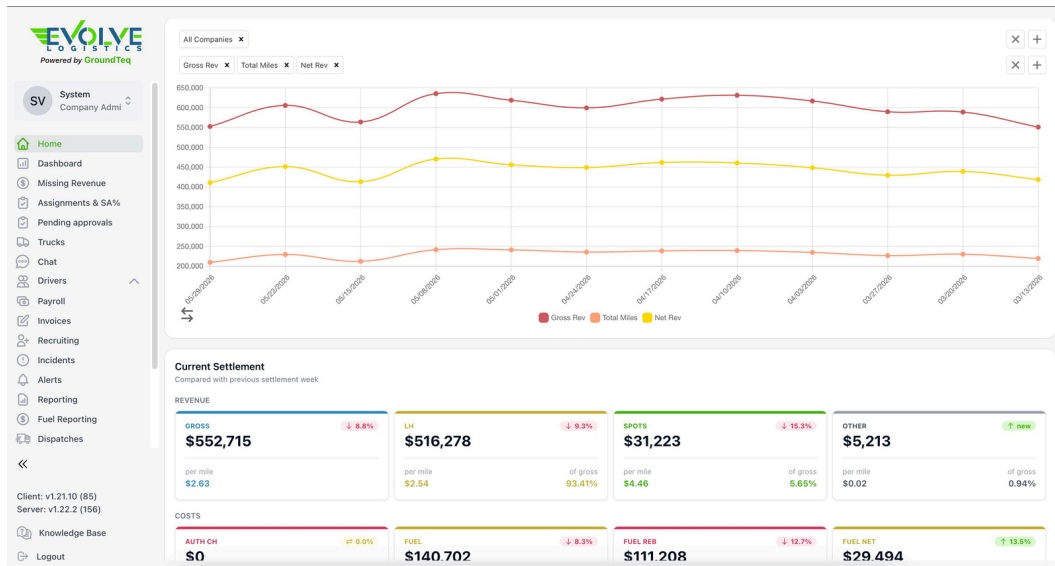 EVOLVE
LOGISTICS
Powered by GroundTeq
SV
System
Company Admi
Home
Dashboard
Missing Revenue
Assignments & SA%
Pending approvals
Trucks
Chat
Drivers
Payroll
Invoices
Recruiting
Incidents
Alerts
Reporting
Fuel Reporting
Dispatches
Client: v1.21.10 (85)
Server: v1.22.2 (156)
Knowledge Base
Logout
All Companies ×
Gross Rev × Total Miles × Net Rev ×
650,000
600,000
550,000
500,000
450,000
400,000
350,000
300,000
250,000
200,000
05/29/2026 05/22/2026 05/15/2026 05/08/2026 05/01/2026 04/24/2026 04/17/2026 04/10/2026 04/03/2026 03/27/2026 03/20/2026 03/13/2026
Gross Rev Total Miles Net Rev
Current Settlement
Compared with previous settlement week
REVENUE
GROSS ↓ 8.8%
$552,715
per mile
$2.63
LH ↓ 9.3%
$516,278
per mile of gross
$2.54 93.41%
SPOTS ↓ 15.3%
$31,223
per mile of gross
$4.46 5.65%
OTHER ↑ new
$5,213
per mile of gross
$0.02 0.94%
COSTS
AUTH CH ⇄ 0.0%
$0
FUEL ↓ 8.3%
$140,702
FUEL REB ↓ 12.7%
$111,208
FUEL NET ↑ 13.5%
$29,494